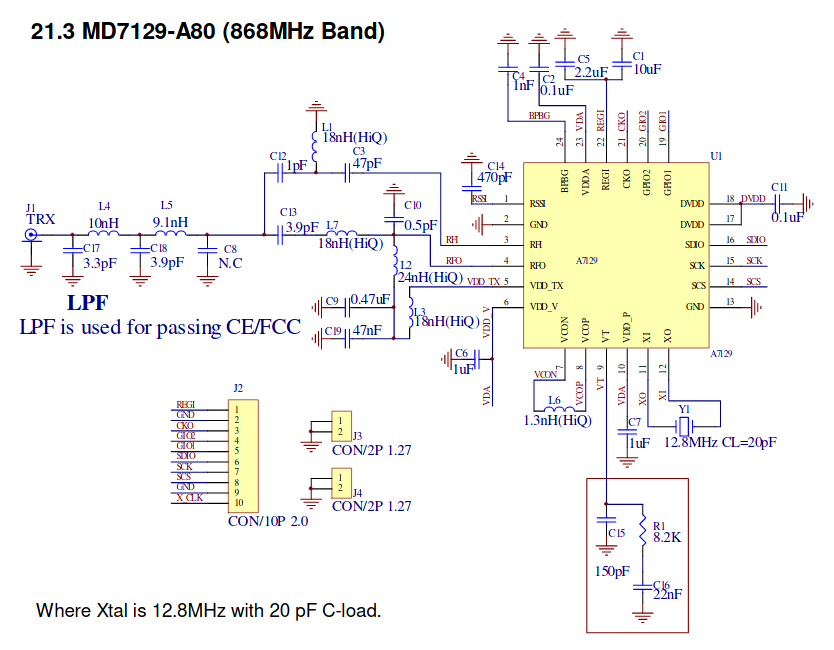 21.3 MD7129-A80 (868MHz Band)
C4
1nF
C2
0.1uF
C5
2.2uF
C1
10uF
BPBG
VDA
REGI
CKO
GIO2
GIO1
24
23
22
21
20
19
U1
L1
18nH(HiQ)
C12
1pF
C3
47pF
C14
470pF
RSSI
J1
TRX
L4
10nH
L5
9.1nH
C13
3.9pF
L7
18nH(HiQ)
C10
0.5pF
C17
3.3pF
C18
3.9pF
C8
N.C
RFI
RFO
L2
24nH(HiQ)
VDD_TX
1
2
3
4
5
6
RSSI
GND
RFI
RFO
VDD_TX
VDD_V
BPBG
VDDA
REGI
CKO
GPIO2
GPIO1
A7129
DVDD
DVDD
SDIO
SCK
SCS
GND
18
17
16
15
14
13
DVDD
SDIO
SCK
SCS
C11
0.1uF
VCON
VCOP
VT
VDD_P
XI
XO
A7129
LPF
LPF is used for passing CE/FCC
C9
0.47uF
C19
47nF
L3
18nH(HiQ)
VDD_V
C6
1uF
VDA
7
8
9
10
11
12
VCON
VCOP
VT
VDA
XO
XI
L6
1.3nH(HiQ)
C7
1uF
Y1
12.8MHz CL=20pF
J2
REGI
GND
CKO
GIO2
GIO1
SDIO
SCK
SCS
GND
X_CLK
1
2
3
4
5
6
7
8
9
10
CON/10P 2.0
1
2
J3
CON/2P 1.27
1
2
J4
CON/2P 1.27
C15
150pF
R1
8.2K
C16
22nF
Where Xtal is 12.8MHz with 20 pF C-load.